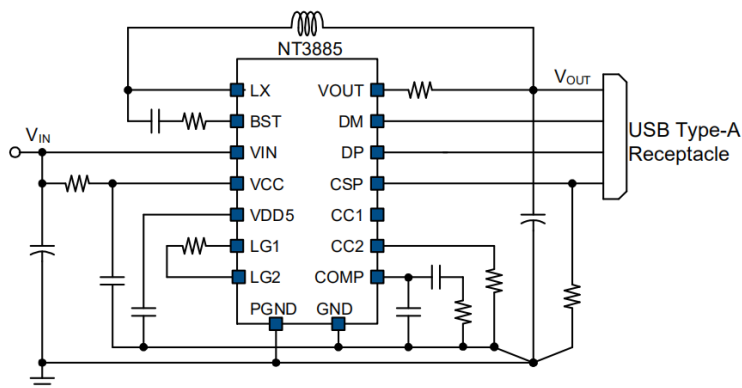 NT3885
LX
VOUT
VOUT
BST
DM
USB Type-A
Receptacle
VIN
VIN
DP
VCC
CSP
VDD5
CC1
LG1
CC2
LG2
COMP
PGND
GND